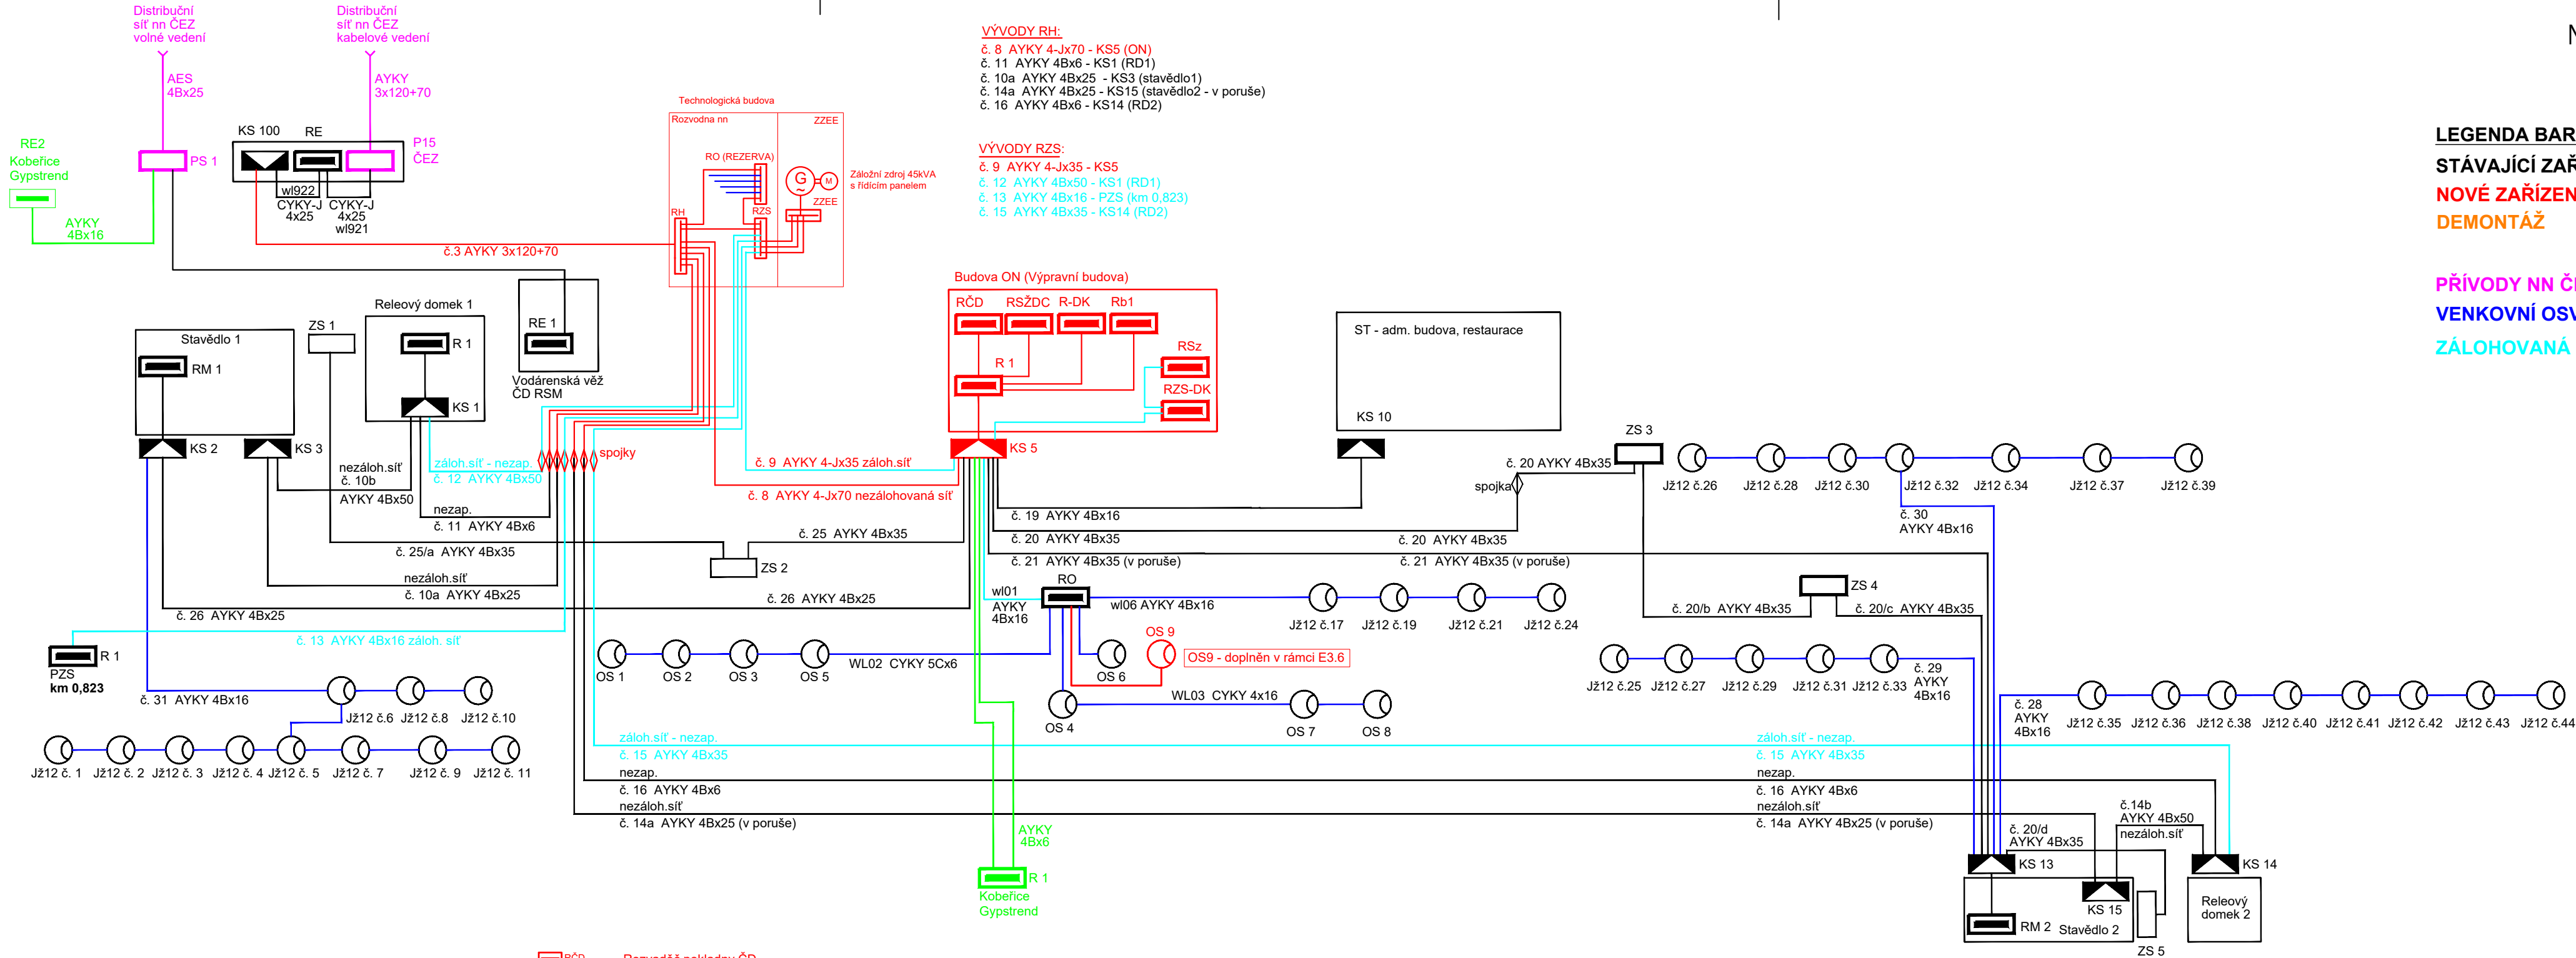 Distribuční
síť nn ČEZ
volné vedení
Distribuční
síť nn ČEZ
kabelové vedení
AES
4Bx25
AYKY
3x120+70
RE2
Kobeřice
Gypstrend
PS 1
KS 100
RE
P15
ČEZ
wl922
CYKY-J
4x25
CYKY-J
4x25
wl921
AYKY
4Bx16
č.3 AYKY 3x120+70
Technologická budova
Rozvodna nn
ZZEE
RO (REZERVA)
G
~
M
Záložní zdroj 45kVA
s řídícím panelem
ZZEE
RH
RZS
VÝVODY RH:
č. 8 AYKY 4-Jx70 - KS5 (ON)
č. 11 AYKY 4Bx6 - KS1 (RD1)
č. 10a AYKY 4Bx25 - KS3 (stavědlo1)
č. 14a AYKY 4Bx25 - KS15 (stavědlo2 - v poruše)
č. 16 AYKY 4Bx6 - KS14 (RD2)
VÝVODY RZS:
č. 9 AYKY 4-Jx35 - KS5
č. 12 AYKY 4Bx50 - KS1 (RD1)
č. 13 AYKY 4Bx16 - PZS (km 0,823)
č. 15 AYKY 4Bx35 - KS14 (RD2)
LEGENDA BAR
STÁVAJÍCÍ ZAŘ
NOVÉ ZAŘÍZEN
DEMONTÁŽ
PŘÍVODY NN Č
VENKOVNÍ OSV
ZÁLOHOVANÁ
Stavědlo 1
RM 1
KS 2
KS 3
ZS 1
Releový domek 1
R 1
KS 1
RE 1
Vodárenská věž
ČD RSM
Budova ON (Výpravní budova)
RČD
RSŽDC
R-DK
Rb1
R 1
RSz
RZS-DK
KS 5
ST - adm. budova, restaurace
KS 10
spojky
nezáloh.síť
č. 10b
AYKY 4Bx50
záloh.síť - nezap.
č. 12 AYKY 4Bx50
nezap.
č. 11 AYKY 4Bx6
č. 9 AYKY 4-Jx35 záloh.síť
č. 8 AYKY 4-Jx70 nezálohovaná síť
č. 25/a AYKY 4Bx35
č. 25 AYKY 4Bx35
ZS 2
nezáloh.síť
č. 10a AYKY 4Bx25
č. 26 AYKY 4Bx25
č. 26 AYKY 4Bx25
č. 13 AYKY 4Bx16 záloh. síť
R 1
PZS
km 0,823
č. 31 AYKY 4Bx16
Jž12 č.6
Jž12 č.8
Jž12 č.10
Jž12 č. 1
Jž12 č. 2
Jž12 č. 3
Jž12 č. 4
Jž12 č. 5
Jž12 č. 7
Jž12 č. 9
Jž12 č. 11
č. 19 AYKY 4Bx16
č. 20 AYKY 4Bx35
č. 20 AYKY 4Bx35
č. 21 AYKY 4Bx35 (v poruše)
č. 21 AYKY 4Bx35 (v poruše)
spojka
č. 20 AYKY 4Bx35
ZS 3
Jž12 č.26
Jž12 č.28
Jž12 č.30
Jž12 č.32
Jž12 č.34
Jž12 č.37
Jž12 č.39
č. 30
AYKY 4Bx16
wl01
AYKY
4Bx16
RO
wl06 AYKY 4Bx16
Jž12 č.17
Jž12 č.19
Jž12 č.21
Jž12 č.24
ZS 4
č. 20/b AYKY 4Bx35
č. 20/c AYKY 4Bx35
OS 1
OS 2
OS 3
OS 5
WL02 CYKY 5Cx6
OS 6
OS 9
OS9 - doplněn v rámci E3.6
OS 4
WL03 CYKY 4x16
OS 7
OS 8
Jž12 č.25
Jž12 č.27
Jž12 č.29
Jž12 č.31
Jž12 č.33
č. 29
AYKY
4Bx16
č. 28
AYKY
4Bx16
Jž12 č.35
Jž12 č.36
Jž12 č.38
Jž12 č.40
Jž12 č.41
Jž12 č.42
Jž12 č.43
Jž12 č.44
záloh.síť - nezap.
č. 15 AYKY 4Bx35
nezap.
č. 16 AYKY 4Bx6
nezáloh.síť
č. 14a AYKY 4Bx25 (v poruše)
záloh.síť - nezap.
č. 15 AYKY 4Bx35
nezap.
č. 16 AYKY 4Bx6
nezáloh.síť
č. 14a AYKY 4Bx25 (v poruše)
AYKY
4Bx6
R 1
Kobeřice
Gypstrend
č. 20/d
AYKY 4Bx35
č.14b
AYKY 4Bx50
nezáloh.síť
KS 13
KS 14
KS 15
RM 2
Stavědlo 2
ZS 5
Releový
domek 2